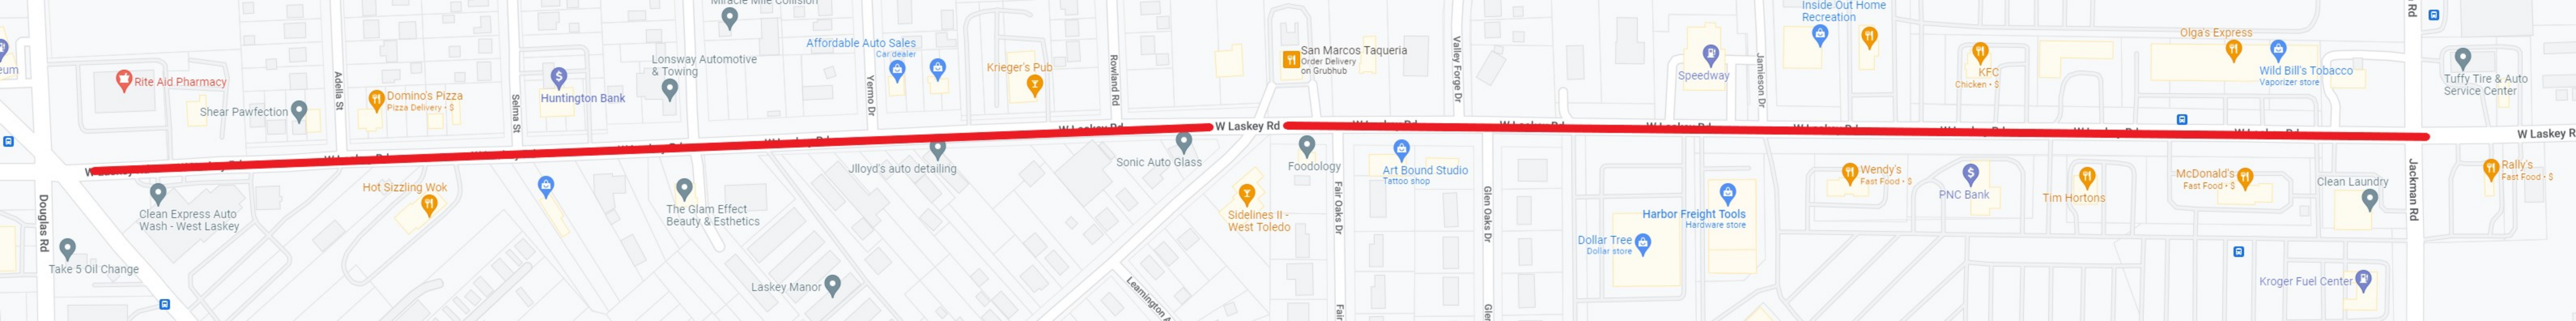 Miracle Mile Collision
Rd
Inside Out Home
Recreation
Olga's Express
Affordable Auto Sales
Car dealer
San Marcos Taqueria
Order Delivery
on Grubhub
Valley Forge Dr
Lonsway Automotive
& Towing
Krieger's Pub
Rowland Rd
Jamieson Dr
Speedway
KFC
Chicken • $
Wild Bill's Tobacco
Vaporizer store
Tuffy Tire & Auto
Service Center
eum
Rite Aid Pharmacy
Adella St
Domino's Pizza
Pizza Delivery • $
Selma St
Huntington Bank
Yermo Dr
Shear Pawfection
W Laskey Rd
W Laskey R
Jlloyd's auto detailing
Sonic Auto Glass
Foodology
Art Bound Studio
Tattoo shop
Wendy's
Fast Food • $
PNC Bank
Tim Hortons
McDonald's
Fast Food • $
Clean Laundry
Jackman Rd
Rally's
Fast Food • $
Hot Sizzling Wok
Douglas Rd
Clean Express Auto
Wash - West Laskey
The Glam Effect
Beauty & Esthetics
Sidelines II -
West Toledo
Fair Oaks Dr
Glen Oaks Dr
Harbor Freight Tools
Hardware store
Dollar Tree
Dollar store
Take 5 Oil Change
Laskey Manor
Leamington A
Fair
Kroger Fuel Center